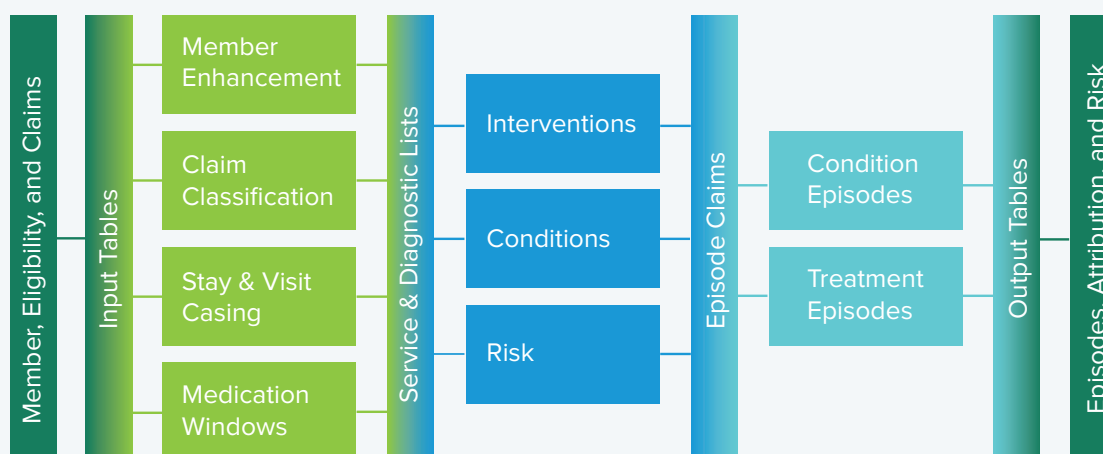 Member, Eligibility, and Claims
Input Tables
Member
Enhancement
Claim
Classification
Stay & Visit
Casing
Medication
Windows
Service & Diagnostic Lists
Interventions
Conditions
Risk
Episode Claims
Condition
Episodes
Treatment
Episodes
Output Tables
Episodes, Attribution, and Risk